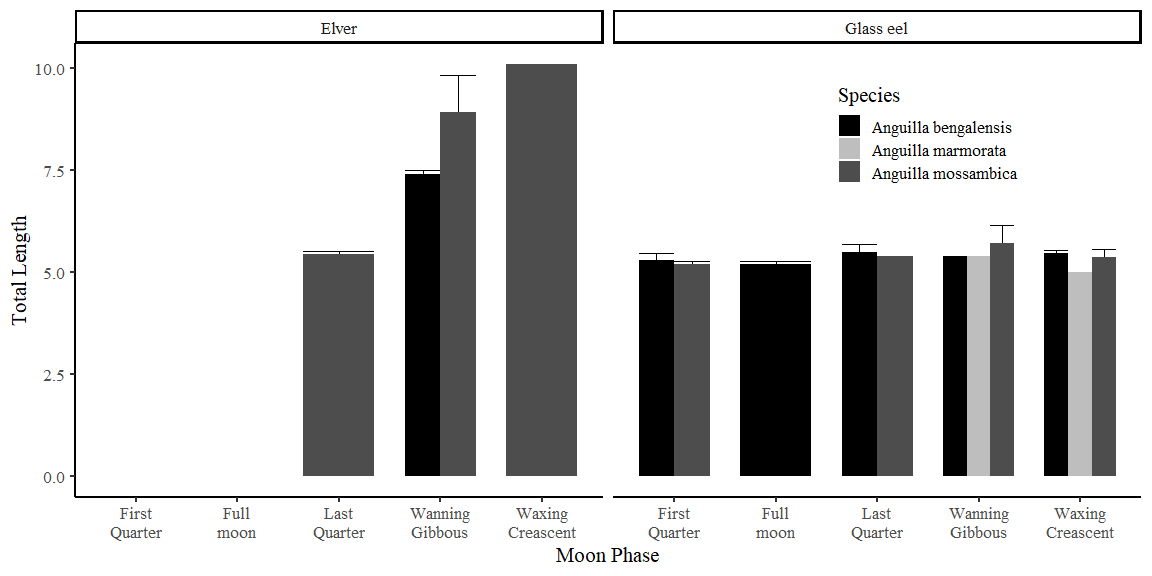 Elver
Glass eel
Total Length
10.0
7.5
5.0
2.5
0.0
Species
Anguilla bengalensis
Anguilla marmorata
Anguilla mossambica
First
Quarter
Full
moon
Last
Quarter
Wanning
Gibbous
Waxing
Creascent
First
Quarter
Full
moon
Last
Quarter
Wanning
Gibbous
Waxing
Creascent
Moon Phase